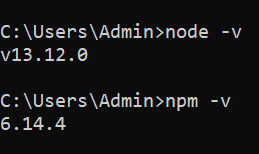 C:\Users\Admin>node -v
v13.12.0
C:\Users\Admin>npm -v
6.14.4